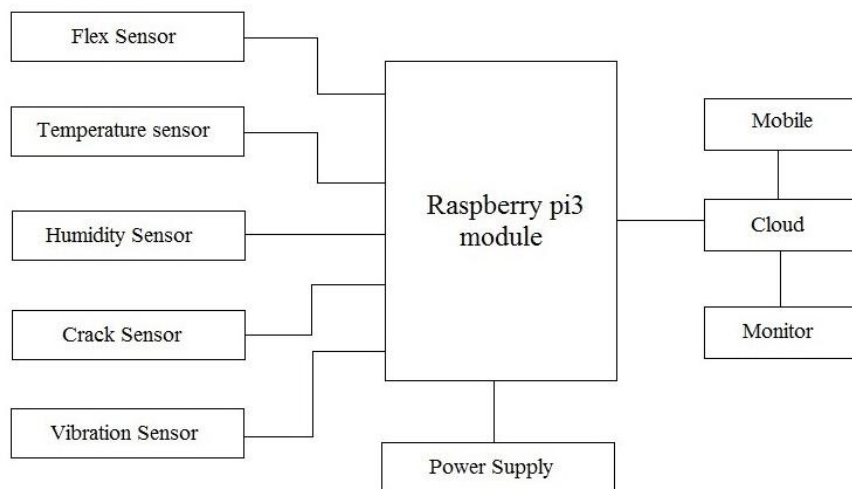 Flex Sensor
Temperature sensor
Humidity Sensor
Crack Sensor
Vibration Sensor
Raspberry pi3
module
Power Supply
Mobile
Cloud
Monitor